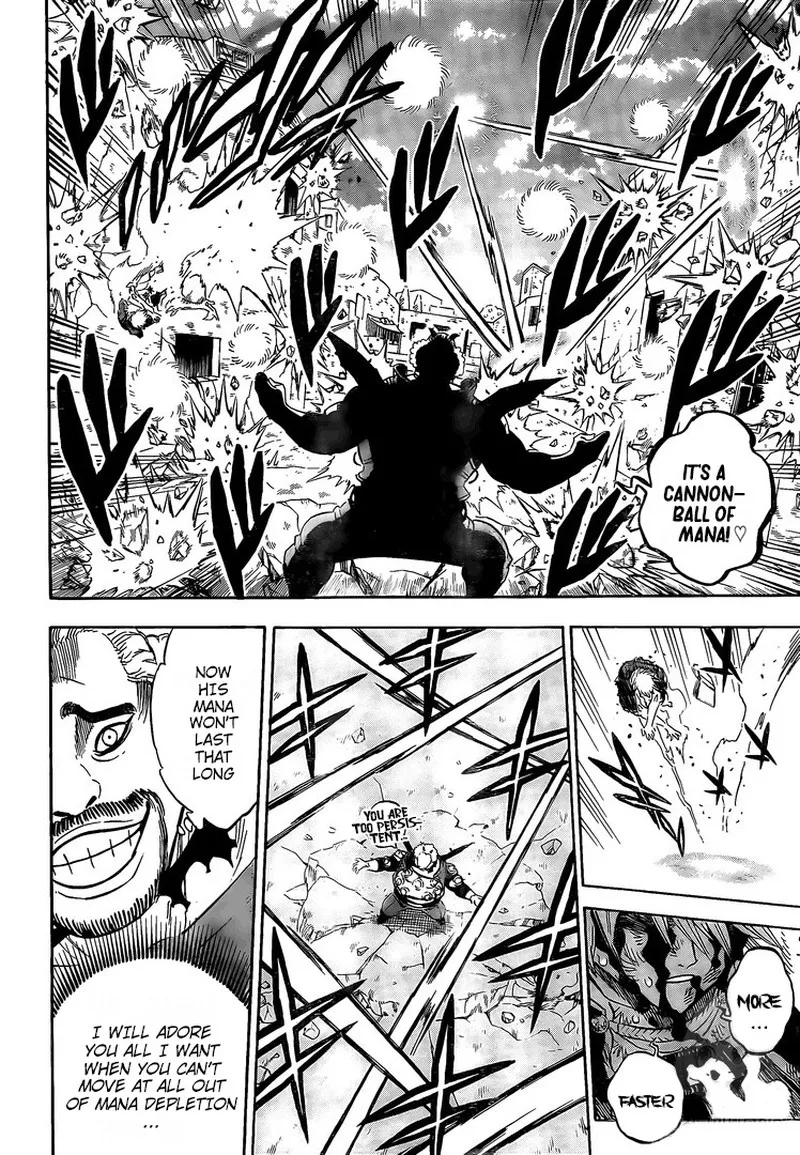 IT'S A
CANNON-
BALL OF
MANA!♡
MORE
...
FASTER
YOU ARE
TOO PERSIS-
TENT!
NOW
HIS
MANA
WON'T
LAST
THAT
LONG
I WILL ADORE
YOU ALL I WANT
WHEN YOU CAN'T
MOVE AT ALL OUT
OF MANA DEPLETION
...